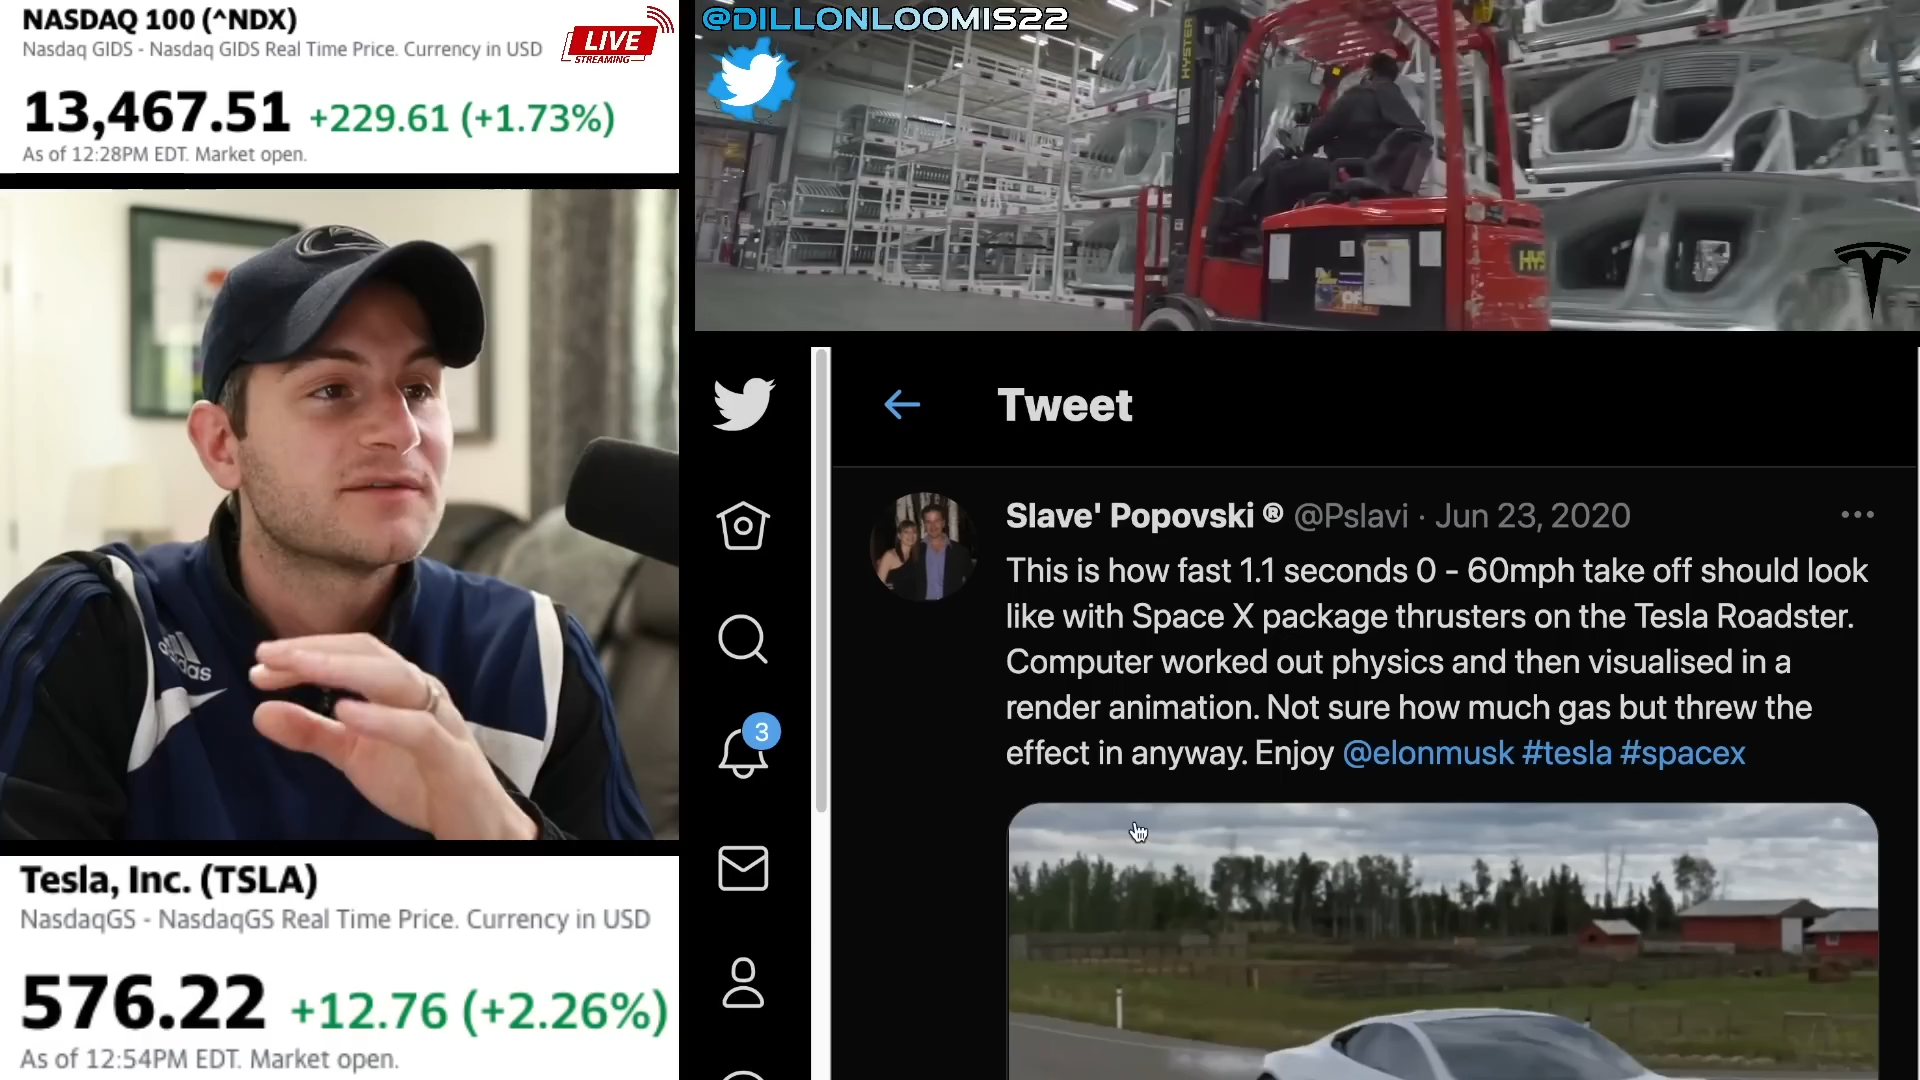 NASDAQ 100 (^NDX)
Nasdaq GIDS - Nasdaq GIDS Real Time Price. Currency in USD
LIVE
STREAMING
13,467.51 +229.61 (+1.73%)
As of 12:28PM EDT. Market open.
@DILLONLOOMIS22
HYSTER
HYS
adidas
Tesla, Inc. (TSLA)
NasdaqGS - NasdaqGS Real Time Price. Currency in USD
576.22 +12.76 (+2.26%)
As of 12:54PM EDT. Market open.
3
Tweet
Slave' Popovski ® @Pslavi · Jun 23, 2020
This is how fast 1.1 seconds 0 - 60mph take off should look
like with Space X package thrusters on the Tesla Roadster.
Computer worked out physics and then visualised in a
render animation. Not sure how much gas but threw the
effect in anyway. Enjoy @elonmusk #tesla #spacex